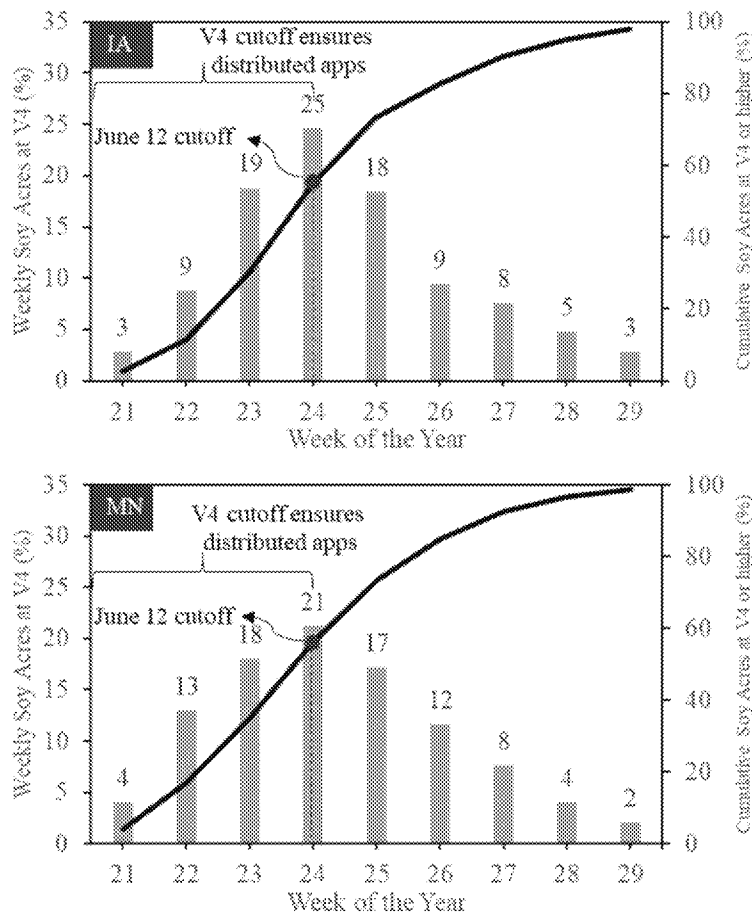 IA
V4 cutoff ensures
distributed apps
June 12 cutoff
Weekly Soy Acres at V4 (%)
Cumulative Soy Acres at V4 or higher (%)
35
30
25
20
15
10
5
0
100
80
60
40
20
0
3
9
19
25
18
9
8
5
3
21 22 23 24 25 26 27 28 29
Week of the Year
MN
V4 cutoff ensures
distributed apps
June 12 cutoff
Weekly Soy Acres at V4 (%)
Cumulative Soy Acres at V4 or higher (%)
35
30
25
20
15
10
5
0
100
80
60
40
20
0
4
13
18
21
17
12
8
4
2
21 22 23 24 25 26 27 28 29
Week of the Year